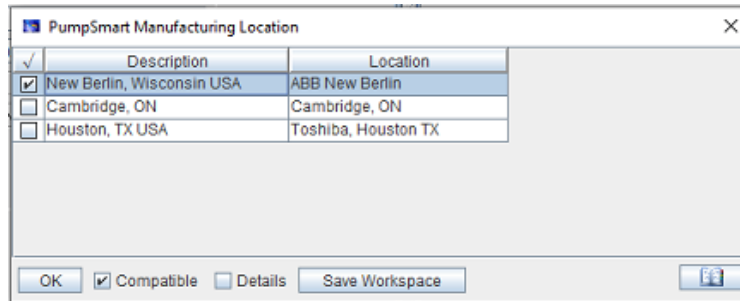 PumpSmart Manufacturing Location
√ Description Location
New Berlin, Wisconsin USA ABB New Berlin
Cambridge, ON Cambridge, ON
Houston, TX USA Toshiba, Houston TX
OK Compatible Details Save Workspace